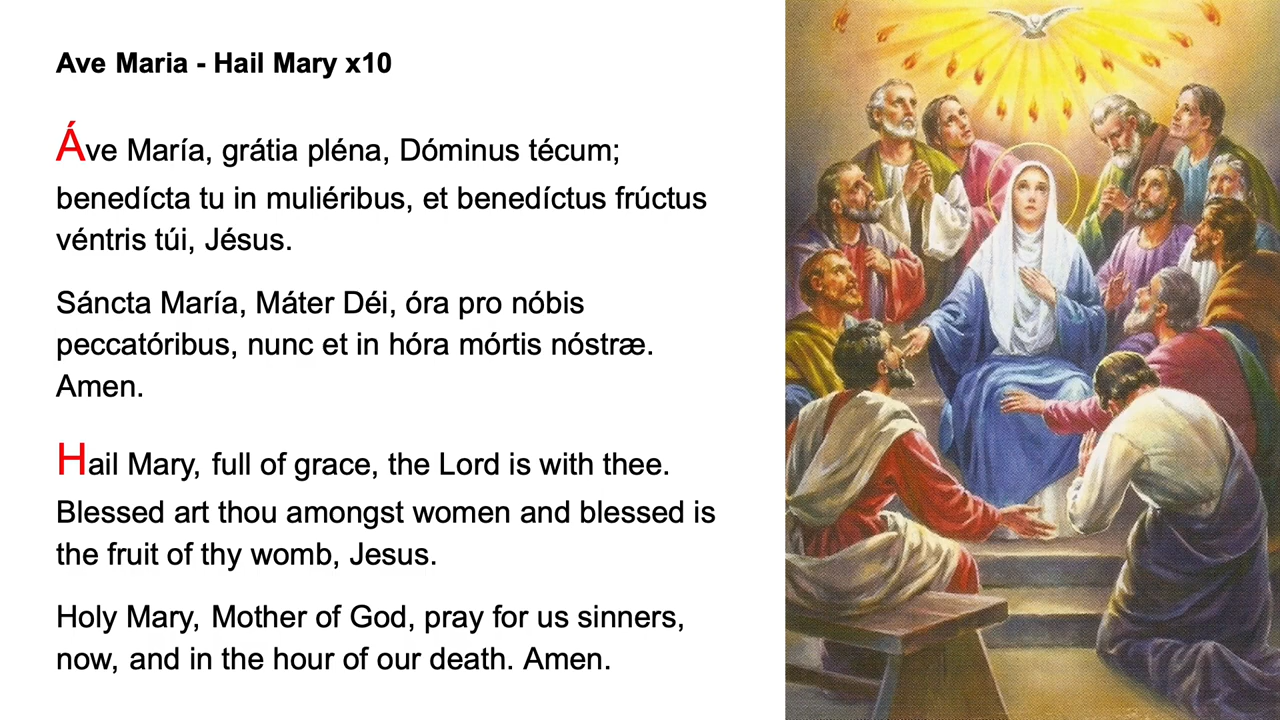 Ave Maria - Hail Mary x10
Áve María, grátia pléna, Dóminus técum;
benedícta tu in muliéribus, et benedíctus frúctus
véntris túi, Jésus.
Sáncta María, Máter Déi, óra pro nóbis
peccatóribus, nunc et in hóra mórtis nóstræ.
Amen.
Hail Mary, full of grace, the Lord is with thee.
Blessed art thou amongst women and blessed is
the fruit of thy womb, Jesus.
Holy Mary, Mother of God, pray for us sinners,
now, and in the hour of our death. Amen.